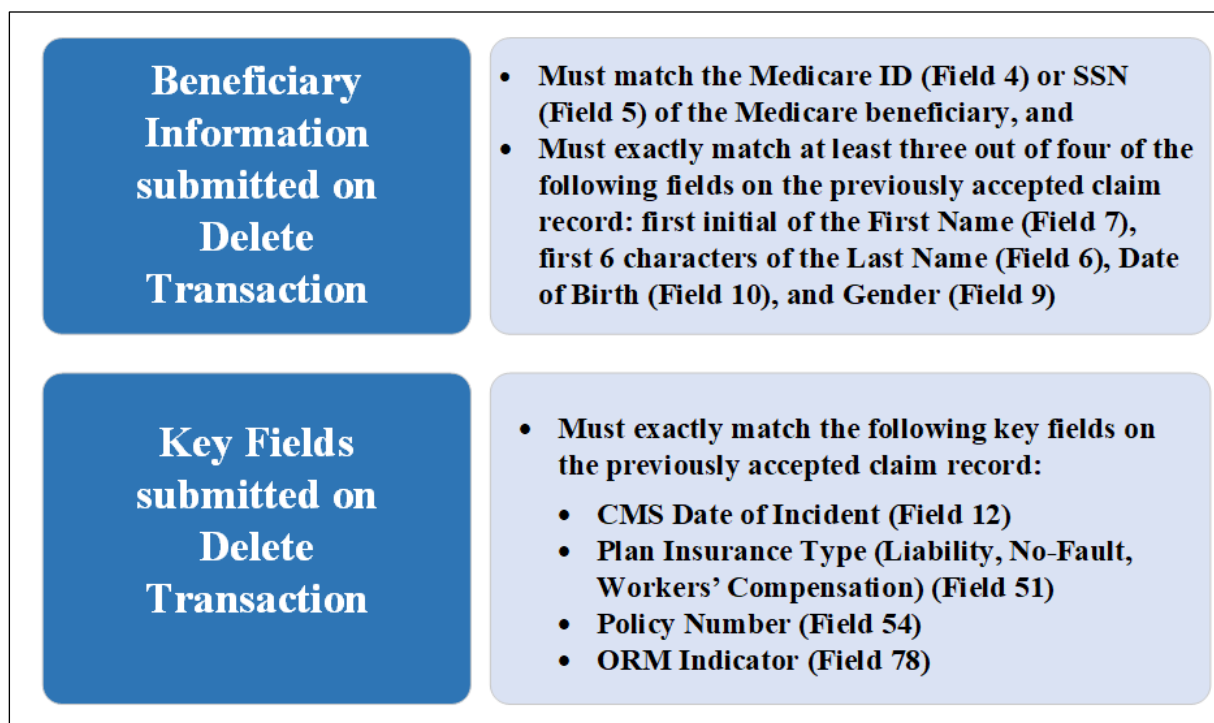 Beneficiary
Information
submitted on
Delete
Transaction
• Must match the Medicare ID (Field 4) or SSN
(Field 5) of the Medicare beneficiary, and
• Must exactly match at least three out of four of the
following fields on the previously accepted claim
record: first initial of the First Name (Field 7),
first 6 characters of the Last Name (Field 6), Date
of Birth (Field 10), and Gender (Field 9)
Key Fields
submitted on
Delete
Transaction
• Must exactly match the following key fields on
the previously accepted claim record:
• CMS Date of Incident (Field 12)
• Plan Insurance Type (Liability, No-Fault,
Workers’ Compensation) (Field 51)
• Policy Number (Field 54)
• ORM Indicator (Field 78)